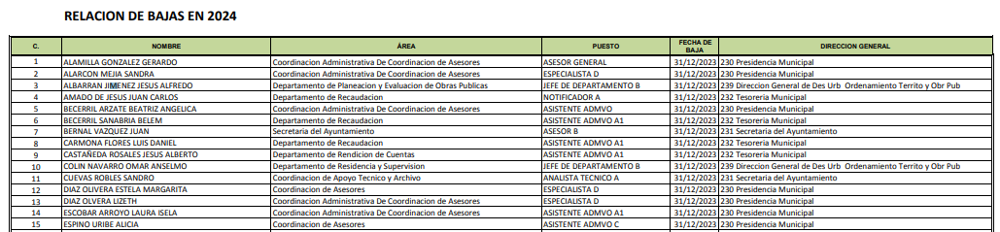 RELACION DE BAJAS EN 2024
C. NOMBRE ÁREA PUESTO FECHA DE BAJA DIRECCION GENERAL
1 ALAMILLA GONZALEZ GERARDO Coordinacion Administrativa De Coordinacion de Asesores ASESOR GENERAL 31/12/2023 230 Presidencia Municipal
2 ALARCON MEJIA SANDRA Coordinacion Administrativa De Coordinacion de Asesores ESPECIALISTA D 31/12/2023 230 Presidencia Municipal
3 ALBARRAN JIMENEZ JESUS ALFREDO Departamento de Planeacion y Evaluacion de Obras Publicas JEFE DE DEPARTAMENTO B 31/12/2023 239 Direccion General de Des Urb Ordenamiento Territo y Obr Pub
4 AMADO DE JESUS JUAN CARLOS Departamento de Recaudacion NOTIFICADOR A 31/12/2023 232 Tesoreria Municipal
5 BECERRIL ARZATE BEATRIZ ANGELICA Coordinacion Administrativa De Coordinacion de Asesores ASISTENTE ADMVO 31/12/2023 230 Presidencia Municipal
6 BECERRIL SANABRIA BELEM Departamento de Recaudacion ASISTENTE ADMVO A1 31/12/2023 232 Tesoreria Municipal
7 BERNAL VAZQUEZ JUAN Secretaria del Ayuntamiento ASESOR B 31/12/2023 231 Secretaria del Ayuntamiento
8 CARMONA FLORES LUIS DANIEL Departamento de Recaudacion ASISTENTE ADMVO A1 31/12/2023 232 Tesoreria Municipal
9 CASTAÑEDA ROSALES JESUS ALBERTO Departamento de Rendicion de Cuentas ASISTENTE ADMVO A1 31/12/2023 232 Tesoreria Municipal
10 COLIN NAVARRO OMAR ANSELMO Departamento de Residencia y Supervision JEFE DE DEPARTAMENTO B 31/12/2023 239 Direccion General de Des Urb Ordenamiento Territo y Obr Pub
11 CUEVAS ROBLES SANDRO Coordinacion de Apoyo Tecnico y Archivo ANALISTA TECNICO A 31/12/2023 231 Secretaria del Ayuntamiento
12 DIAZ OLVERA ESTELA MARGARITA Coordinacion de Asesores ESPECIALISTA D 31/12/2023 230 Presidencia Municipal
13 DIAZ OLVERA LIZETH Coordinacion Administrativa De Coordinacion de Asesores ESPECIALISTA D 31/12/2023 230 Presidencia Municipal
14 ESCOBAR ARROYO LAURA ISELA Coordinacion Administrativa De Coordinacion de Asesores ASISTENTE ADMVO A1 31/12/2023 230 Presidencia Municipal
15 ESPINO URIBE ALICIA Coordinacion de Asesores ASISTENTE ADMVO C 31/12/2023 230 Presidencia Municipal